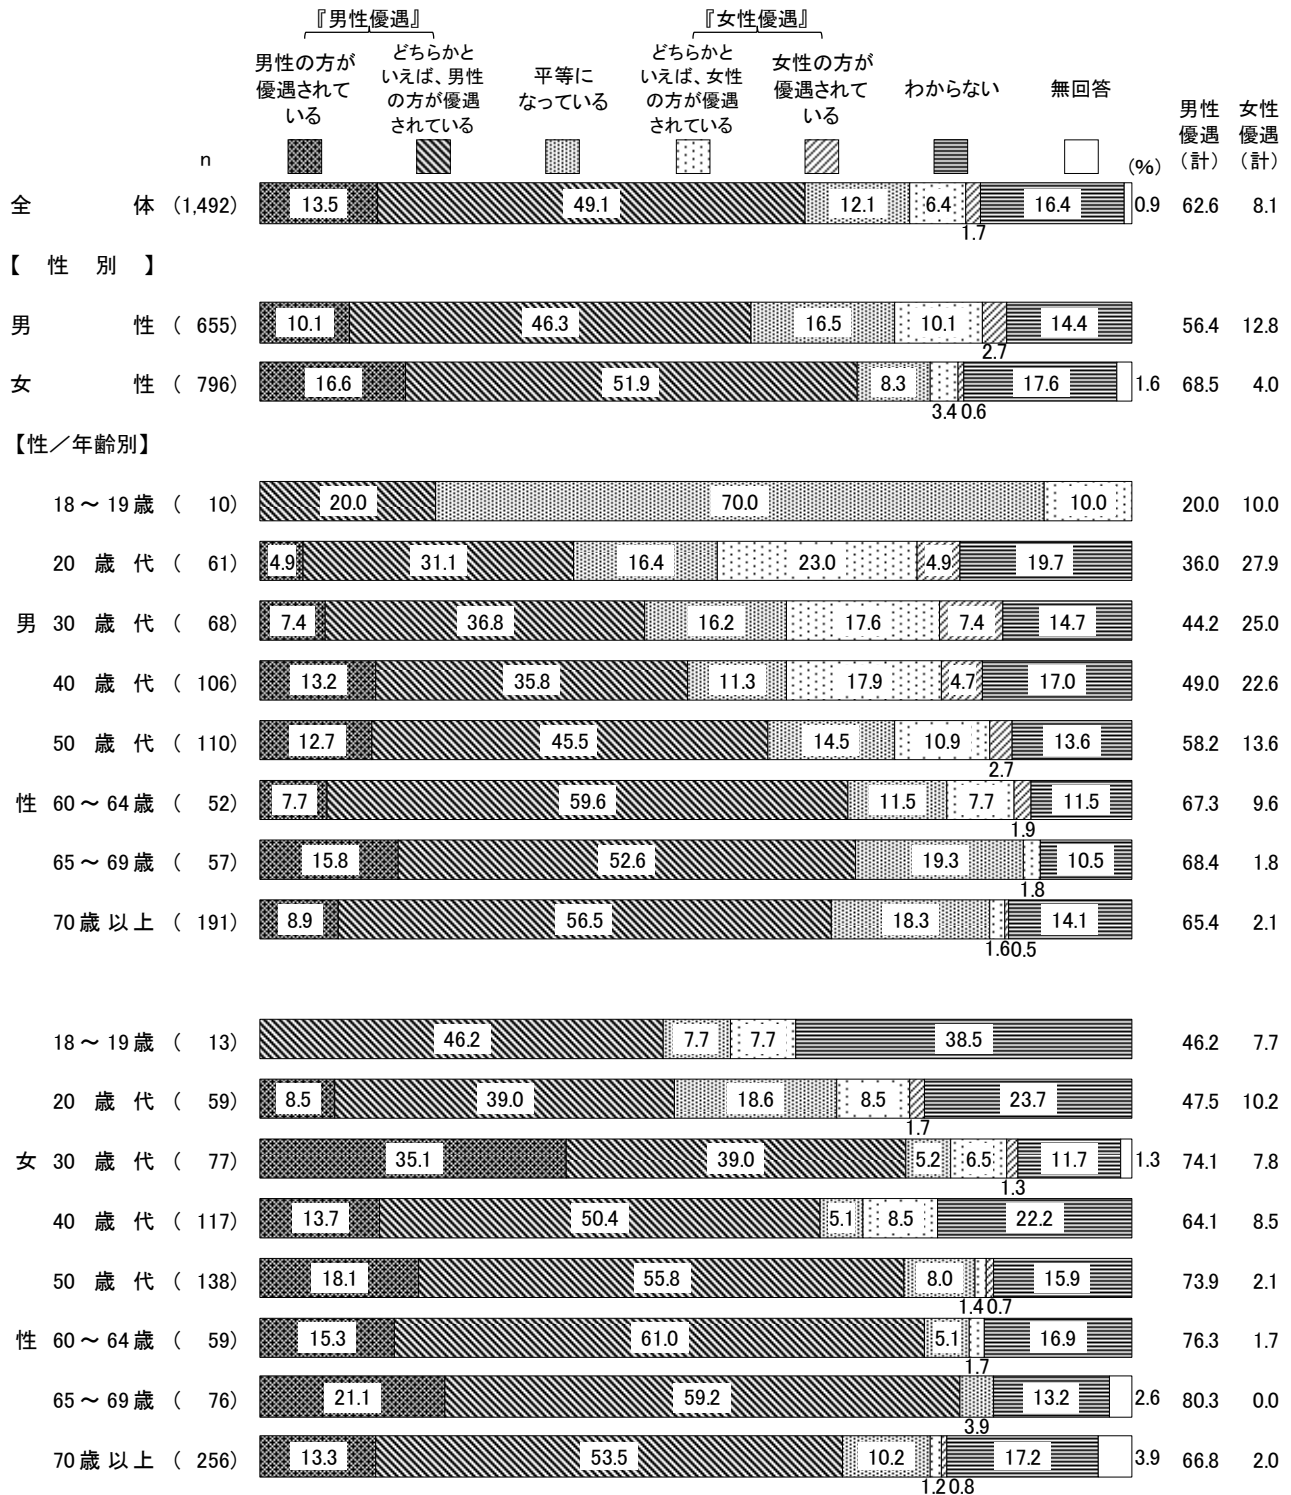 『男性優遇』 『女性優遇』
男性の方が優遇されている
どちらかといえば、男性の方が優遇されている
平等になっている
どちらかといえば、女性の方が優遇されている
女性の方が優遇されている
わからない
無回答
男性優遇（計） 女性優遇（計）
n (%)
全体 (1,492) 13.5 49.1 12.1 6.4 1.7 16.4 0.9 62.6 8.1
【性別】
男性 ( 655) 10.1 46.3 16.5 10.1 2.7 14.4 56.4 12.8
女性 ( 796) 16.6 51.9 8.3 3.4 0.6 17.6 1.6 68.5 4.0
【性／年齢別】
男性
18～19歳 ( 10) 20.0 70.0 10.0 20.0 10.0
20歳代 ( 61) 4.9 31.1 16.4 23.0 4.9 19.7 36.0 27.9
30歳代 ( 68) 7.4 36.8 16.2 17.6 7.4 14.7 44.2 25.0
40歳代 ( 106) 13.2 35.8 11.3 17.9 4.7 17.0 49.0 22.6
50歳代 ( 110) 12.7 45.5 14.5 10.9 2.7 13.6 58.2 13.6
60～64歳 ( 52) 7.7 59.6 11.5 7.7 1.9 11.5 67.3 9.6
65～69歳 ( 57) 15.8 52.6 19.3 1.8 10.5 68.4 1.8
70歳以上 ( 191) 8.9 56.5 18.3 1.6 0.5 14.1 65.4 2.1
女性
18～19歳 ( 13) 46.2 7.7 7.7 38.5 46.2 7.7
20歳代 ( 59) 8.5 39.0 18.6 8.5 1.7 23.7 47.5 10.2
30歳代 ( 77) 35.1 39.0 5.2 6.5 1.3 11.7 1.3 74.1 7.8
40歳代 ( 117) 13.7 50.4 5.1 8.5 22.2 64.1 8.5
50歳代 ( 138) 18.1 55.8 8.0 1.4 0.7 15.9 73.9 2.1
60～64歳 ( 59) 15.3 61.0 5.1 1.7 16.9 76.3 1.7
65～69歳 ( 76) 21.1 59.2 3.9 13.2 2.6 80.3 0.0
70歳以上 ( 256) 13.3 53.5 10.2 1.2 0.8 17.2 3.9 66.8 2.0